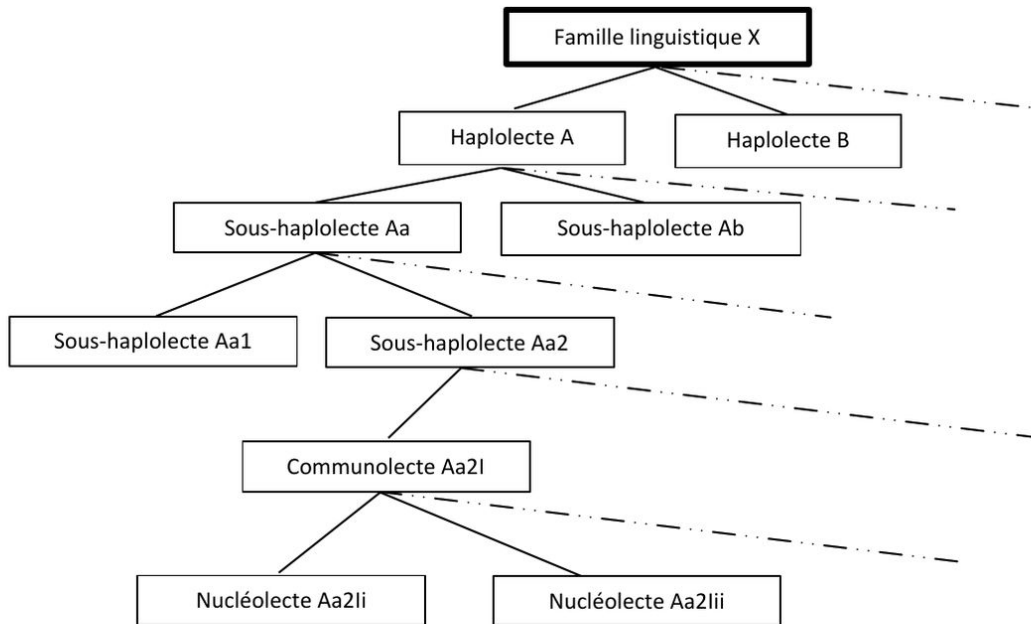 Famille linguistique X
Haplolecte A
Haplolecte B
Sous-haplolecte Aa
Sous-haplolecte Ab
Sous-haplolecte Aa1
Sous-haplolecte Aa2
Communolecte Aa2I
Nucléolecte Aa2Ii
Nucléolecte Aa2Iii